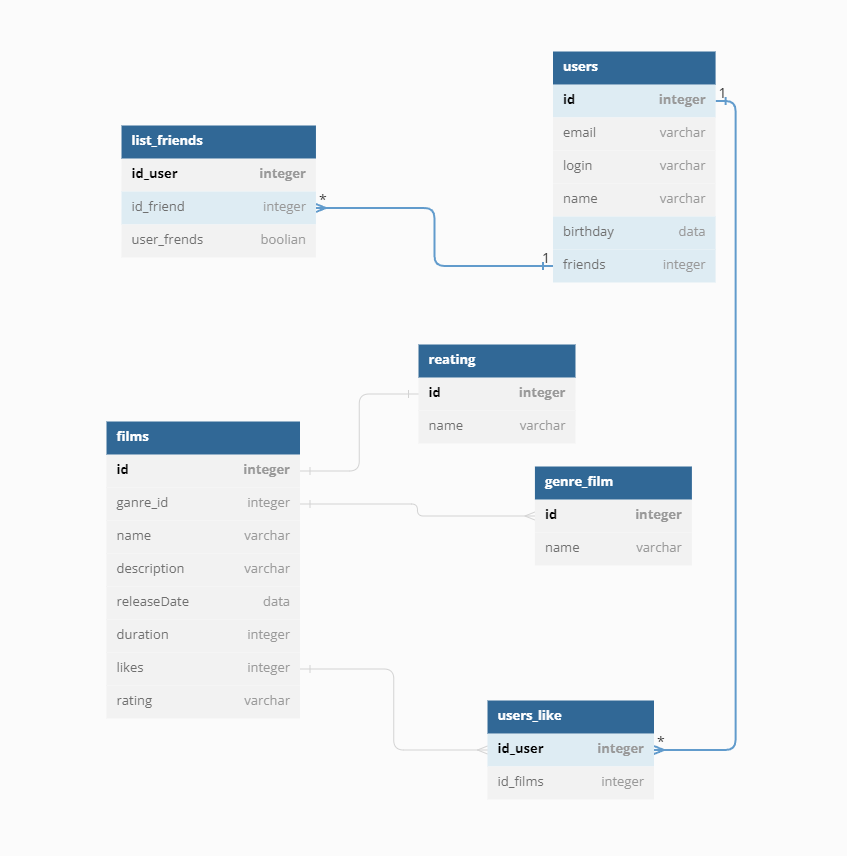 users
id integer
email varchar
login varchar
name varchar
birthday data
friends integer
1
1
list_friends
id_user integer
id_friend integer
user_frends boolian
*
reating
id integer
name varchar
films
id integer
ganre_id integer
name varchar
description varchar
releaseDate data
duration integer
likes integer
rating varchar
genre_film
id integer
name varchar
users_like
id_user integer
id_films integer
*